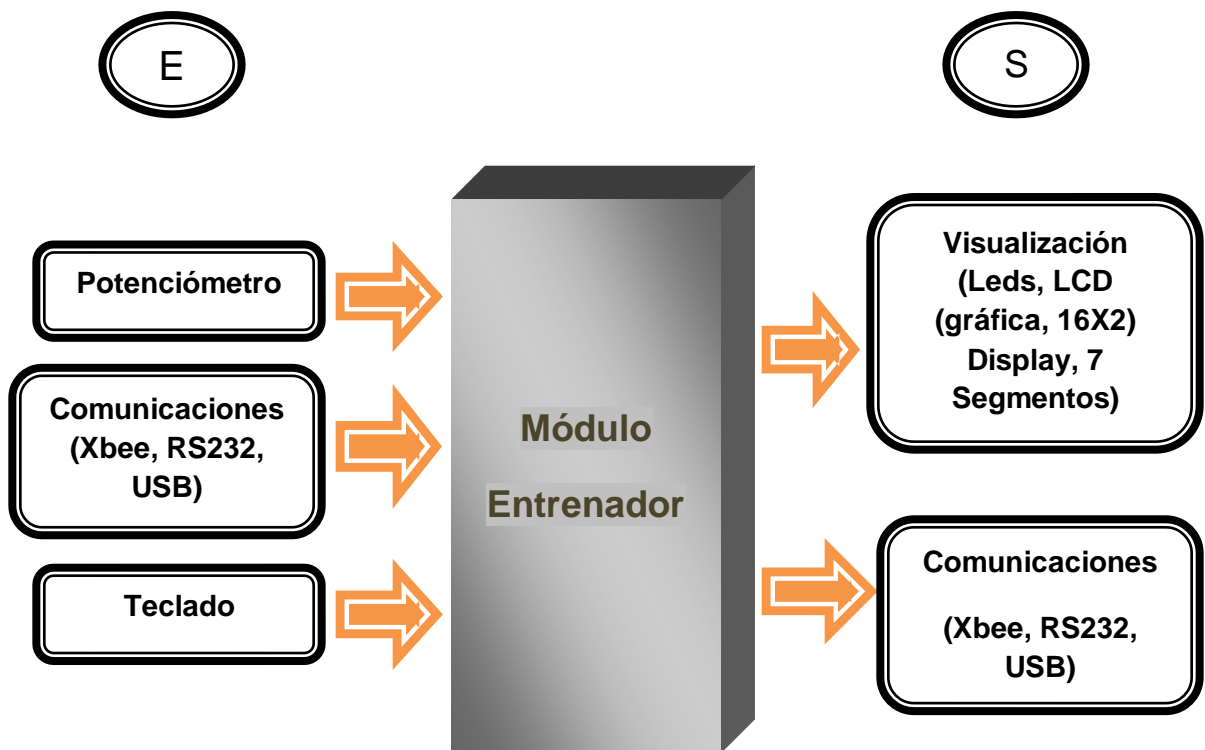 E
S
Potenciómetro
Comunicaciones
(Xbee, RS232,
USB)
Teclado
Módulo
Entrenador
Visualización
(Leds, LCD
(gráfica, 16X2)
Display, 7
Segmentos)
Comunicaciones
(Xbee, RS232,
USB)